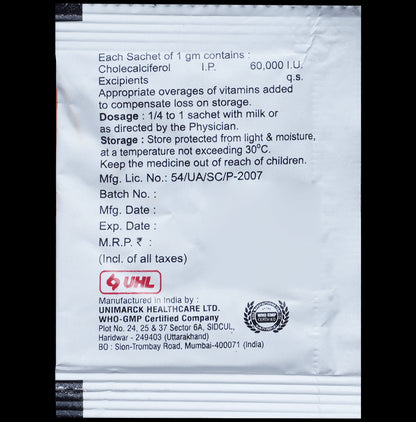 Each Sachet of 1 gm contains :
Cholecalciferol I.P. 60,000 I.U.
Excipients q.s.
Appropriate overages of vitamins added
to compensate loss on storage.
Dosage : 1/4 to 1 sachet with milk or
as directed by the Physician.
Storage : Store protected from light & moisture,
at a temperature not exceeding 30°C.
Keep the medicine out of reach of children.
Mfg. Lic. No.: 54/UA/SC/P-2007
Batch No. :
Mfg. Date :
Exp. Date :
M.R.P. ₹ :
(Incl. of all taxes)
UHL
Manufactured in India by :
UNIMARCK HEALTHCARE LTD.
WHO-GMP Certified Company
Plot No. 24, 25 & 37 Sector 6A, SIDCUL,
Haridwar - 249403 (Uttarakhand)
BO : Sion-Trombay Road, Mumbai-400071 (India)
WHO GMP
CERTIFIED